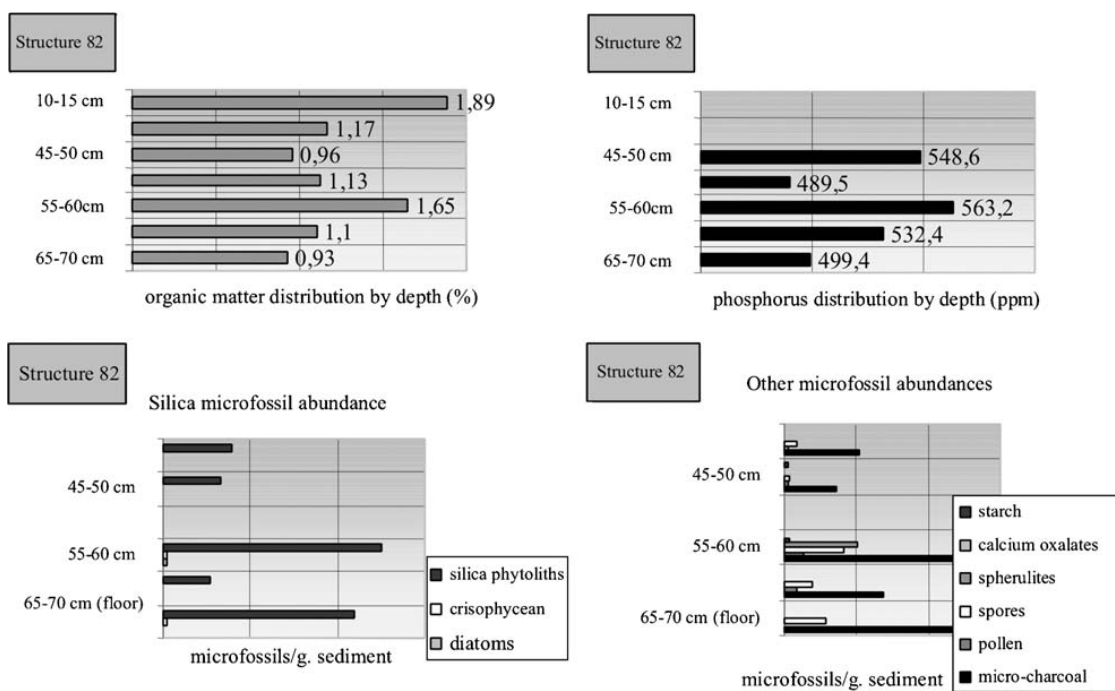 Structure 82
10-15 cm
1,89
1,17
45-50 cm
0,96
1,13
55-60cm
1,65
1,1
65-70 cm
0,93
organic matter distribution by depth (%)
Structure 82
10-15 cm
45-50 cm
548,6
489,5
55-60cm
563,2
532,4
65-70 cm
499,4
phosphorus distribution by depth (ppm)
Structure 82
Silica microfossil abundance
45-50 cm
55-60 cm
65-70 cm (floor)
silica phytoliths
crisophycean
diatoms
microfossils/g. sediment
Structure 82
Other microfossil abundances
45-50 cm
55-60 cm
65-70 cm (floor)
starch
calcium oxalates
spherulites
spores
pollen
micro-charcoal
microfossils/g. sediment